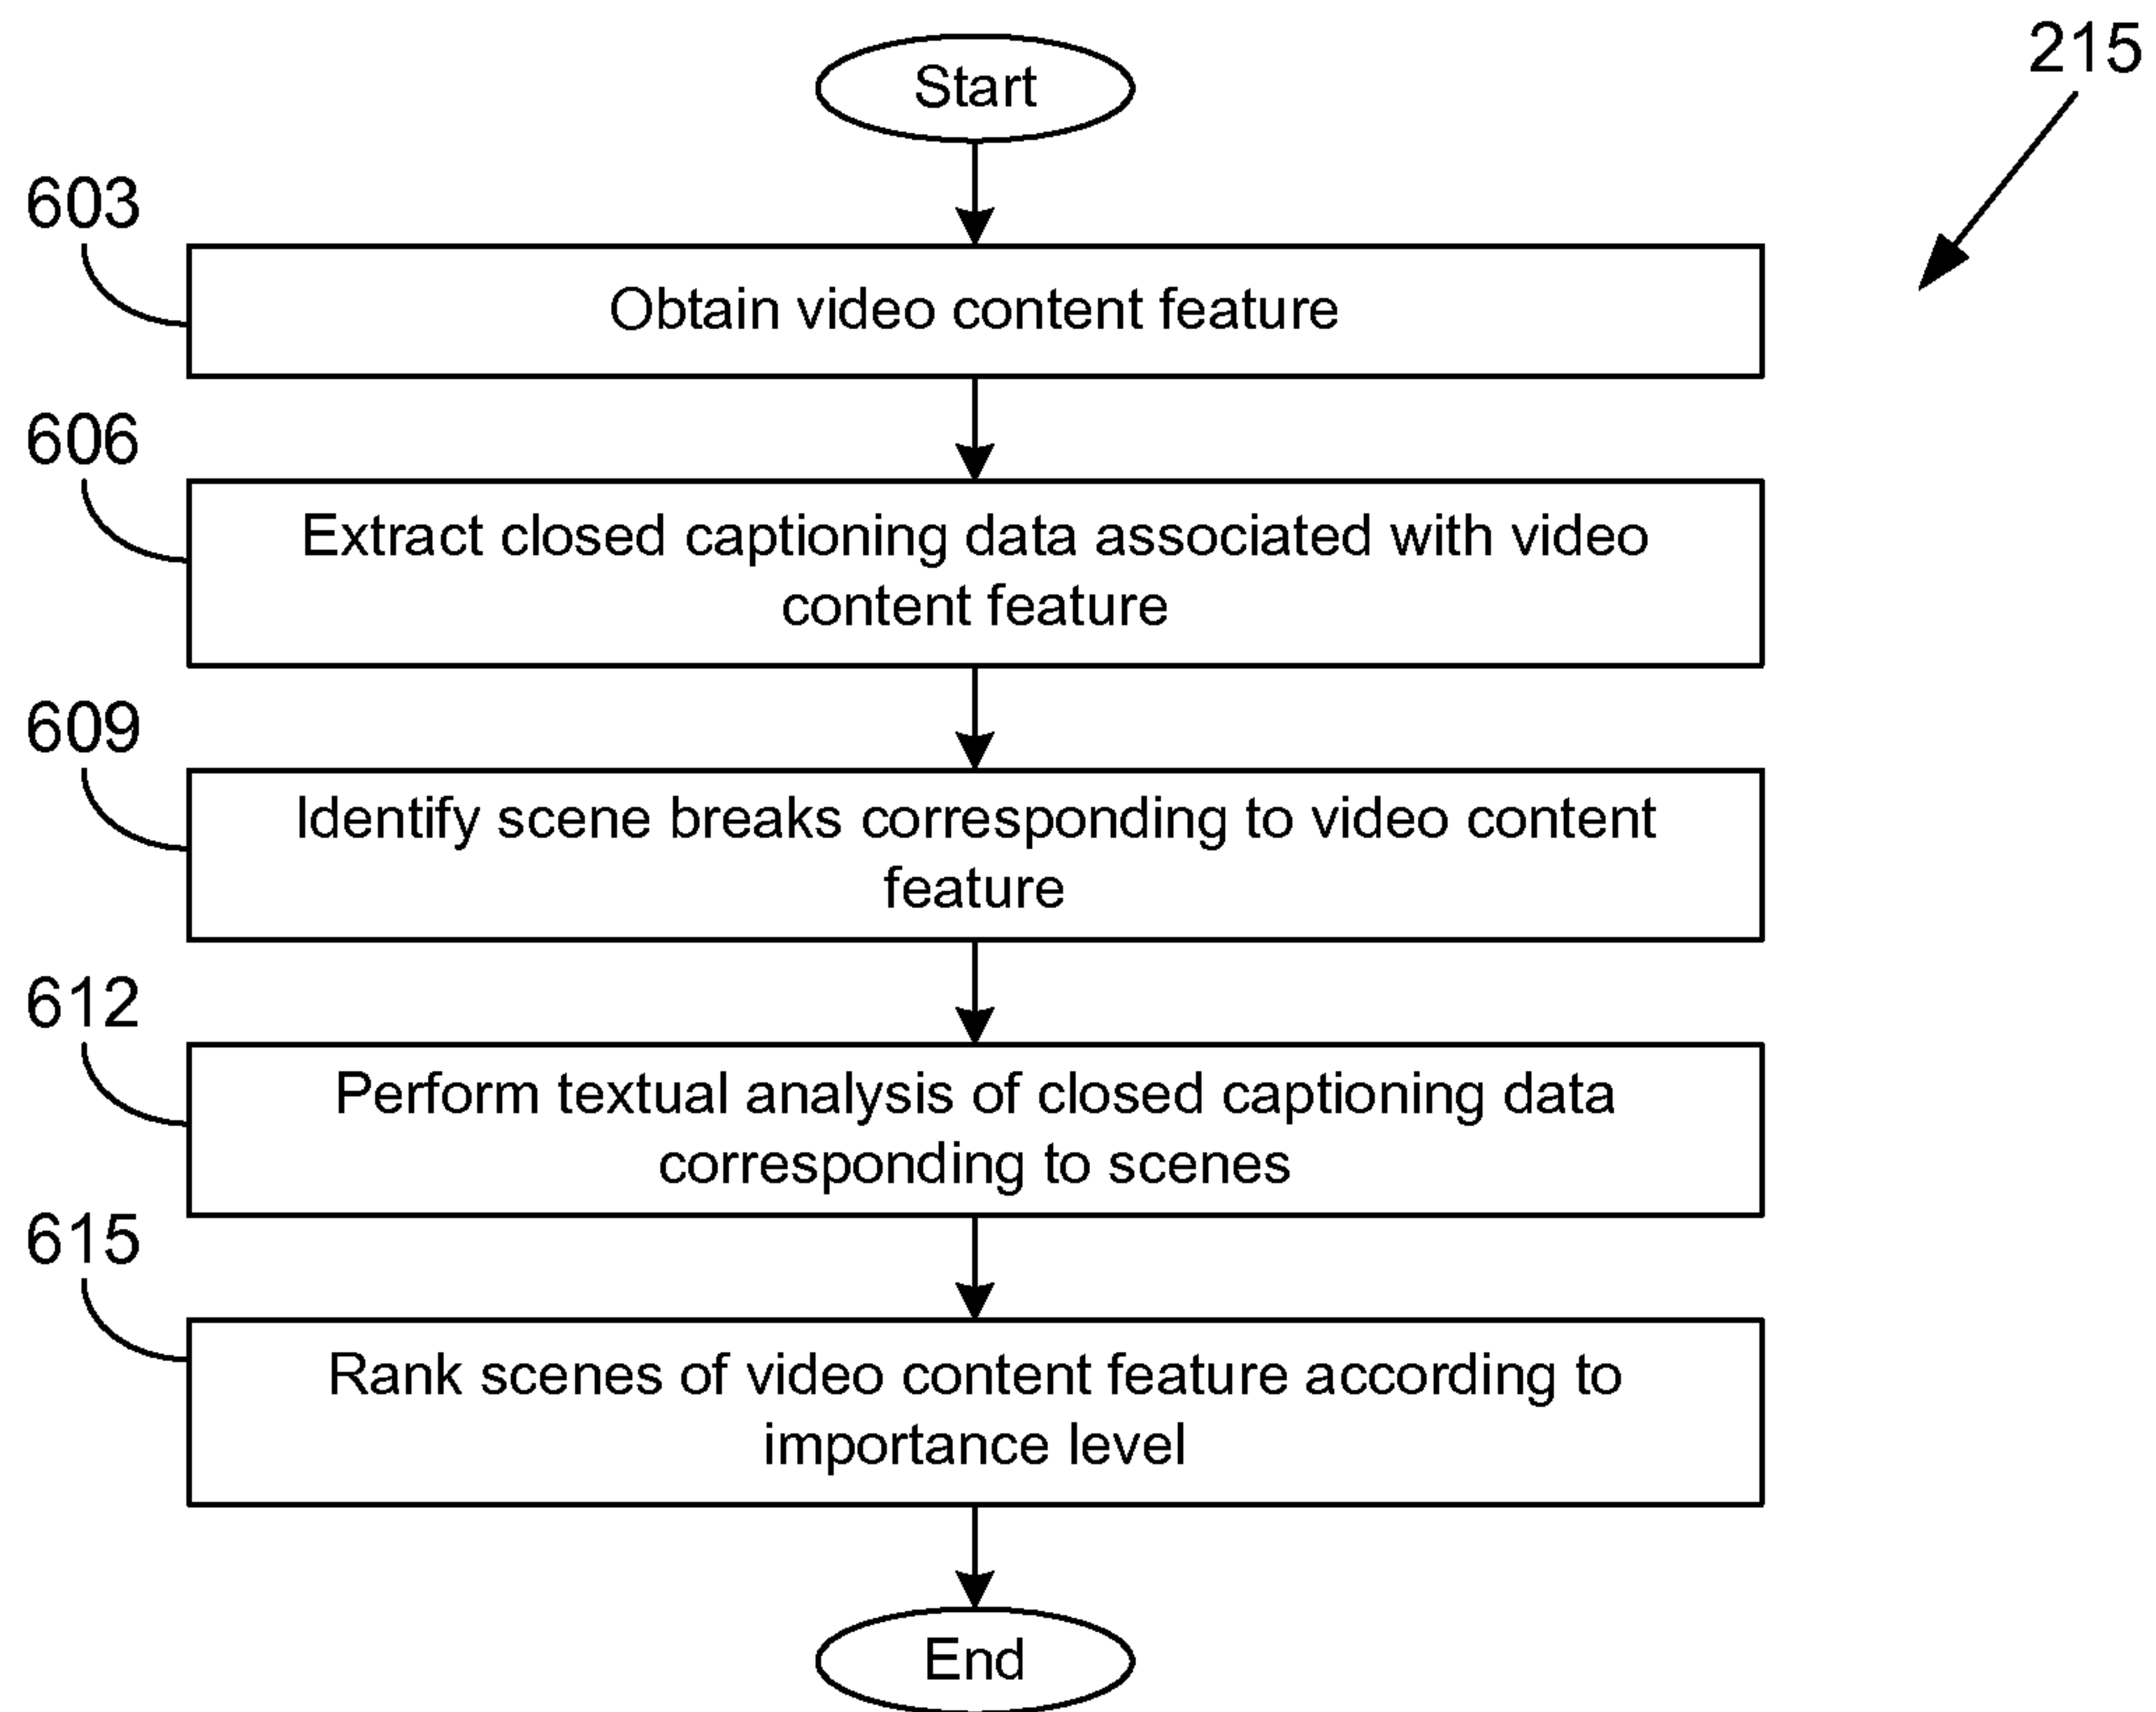 215
Start
603
Obtain video content feature
606
Extract closed captioning data associated with video
content feature
609
Identify scene breaks corresponding to video content
feature
612
Perform textual analysis of closed captioning data
corresponding to scenes
615
Rank scenes of video content feature according to
importance level
End